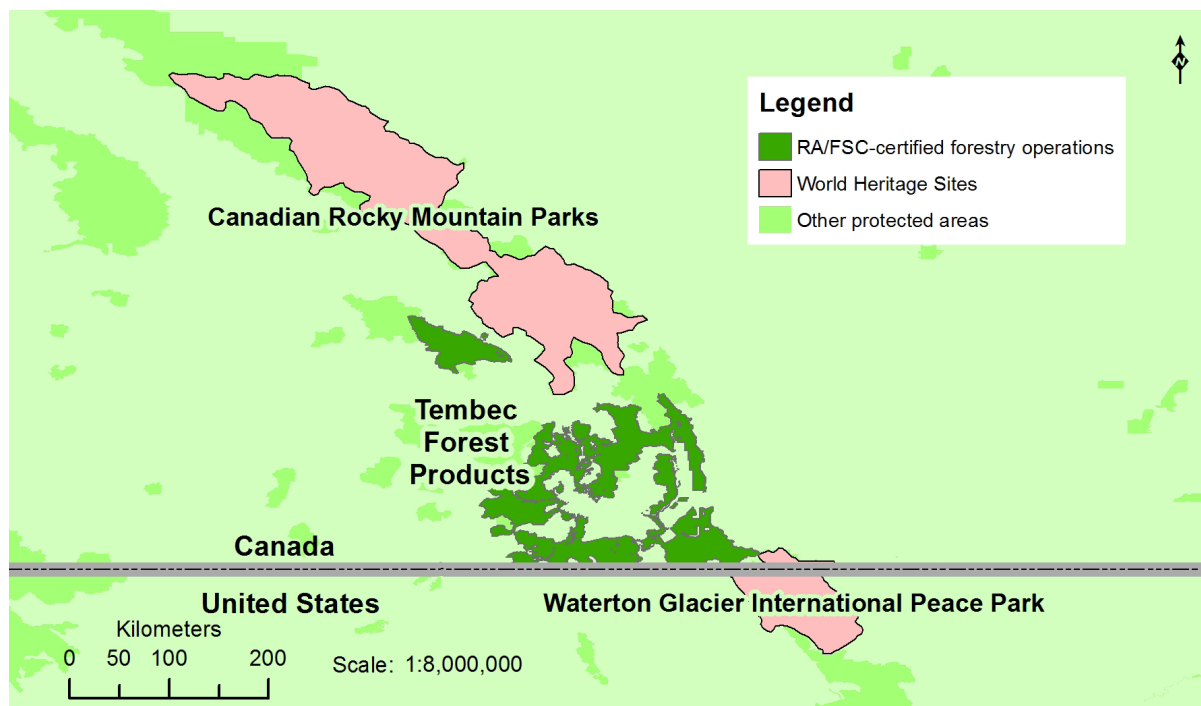 N
Legend
RA/FSC-certified forestry operations
World Heritage Sites
Other protected areas
Canadian Rocky Mountain Parks
Tembec
Forest
Products
Canada
United States
Waterton Glacier International Peace Park
Kilometers
0 50 100 200
Scale: 1:8,000,000